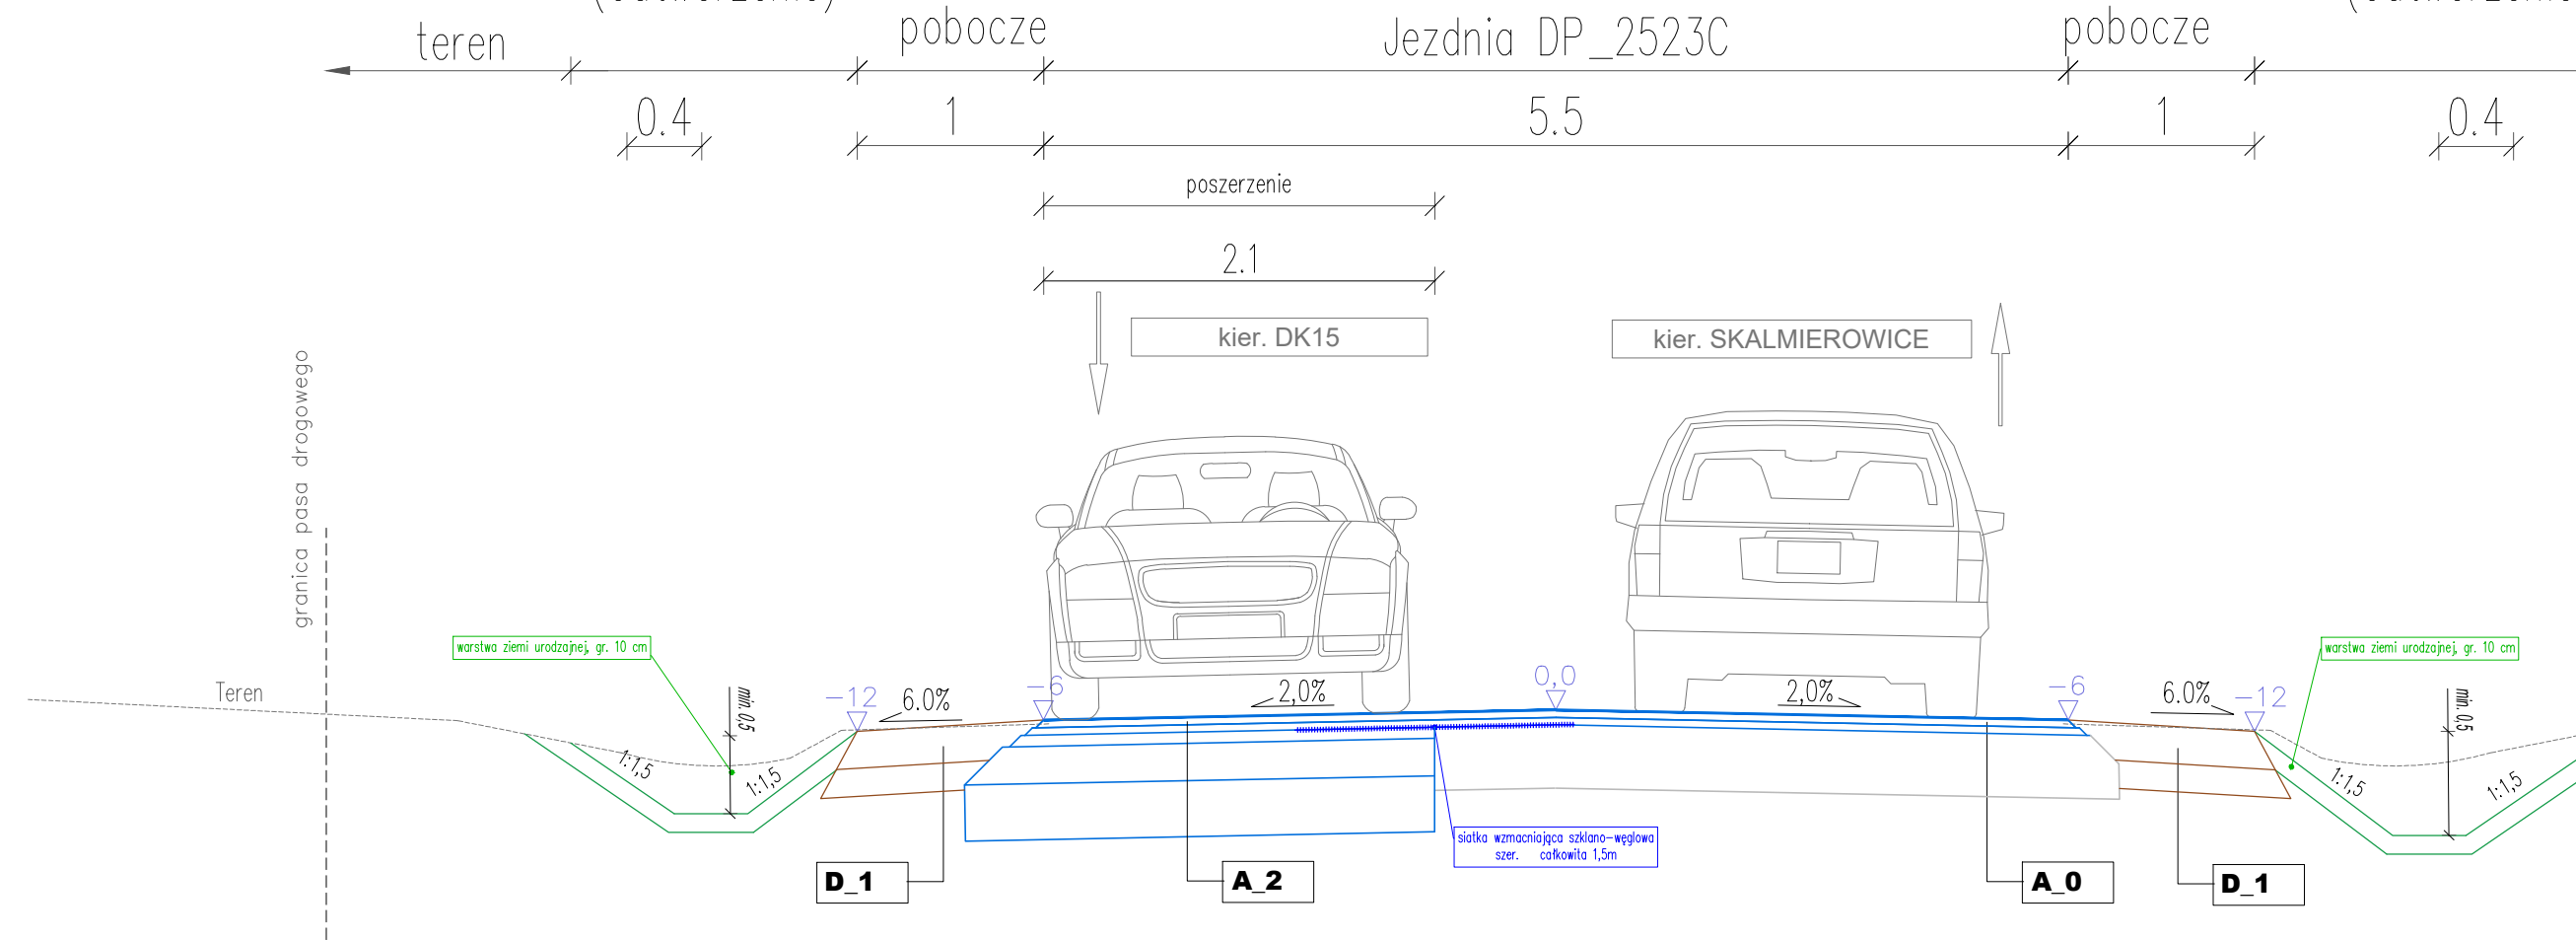 teren
pobocze
Jezdnia DP_2523C
pobocze
0.4
1
5.5
1
0.4
poszerzenie
2.1
kier. DK15
kier. SKALMIEROWICE
granica pasa drogowego
warstwa ziemi urodzajnej, gr. 10 cm
warstwa ziemi urodzajnej, gr. 10 cm
Teren
min. 0,5
-12
6.0%
-6
2,0%
0,0
2,0%
-6
6.0%
-12
min. 0,5
1:1,5
1:1,5
1:1,5
1:1,5
siatka wzmacniająca szklano-węglowa
szer. całkowita 1,5m
D_1
A_2
A_0
D_1